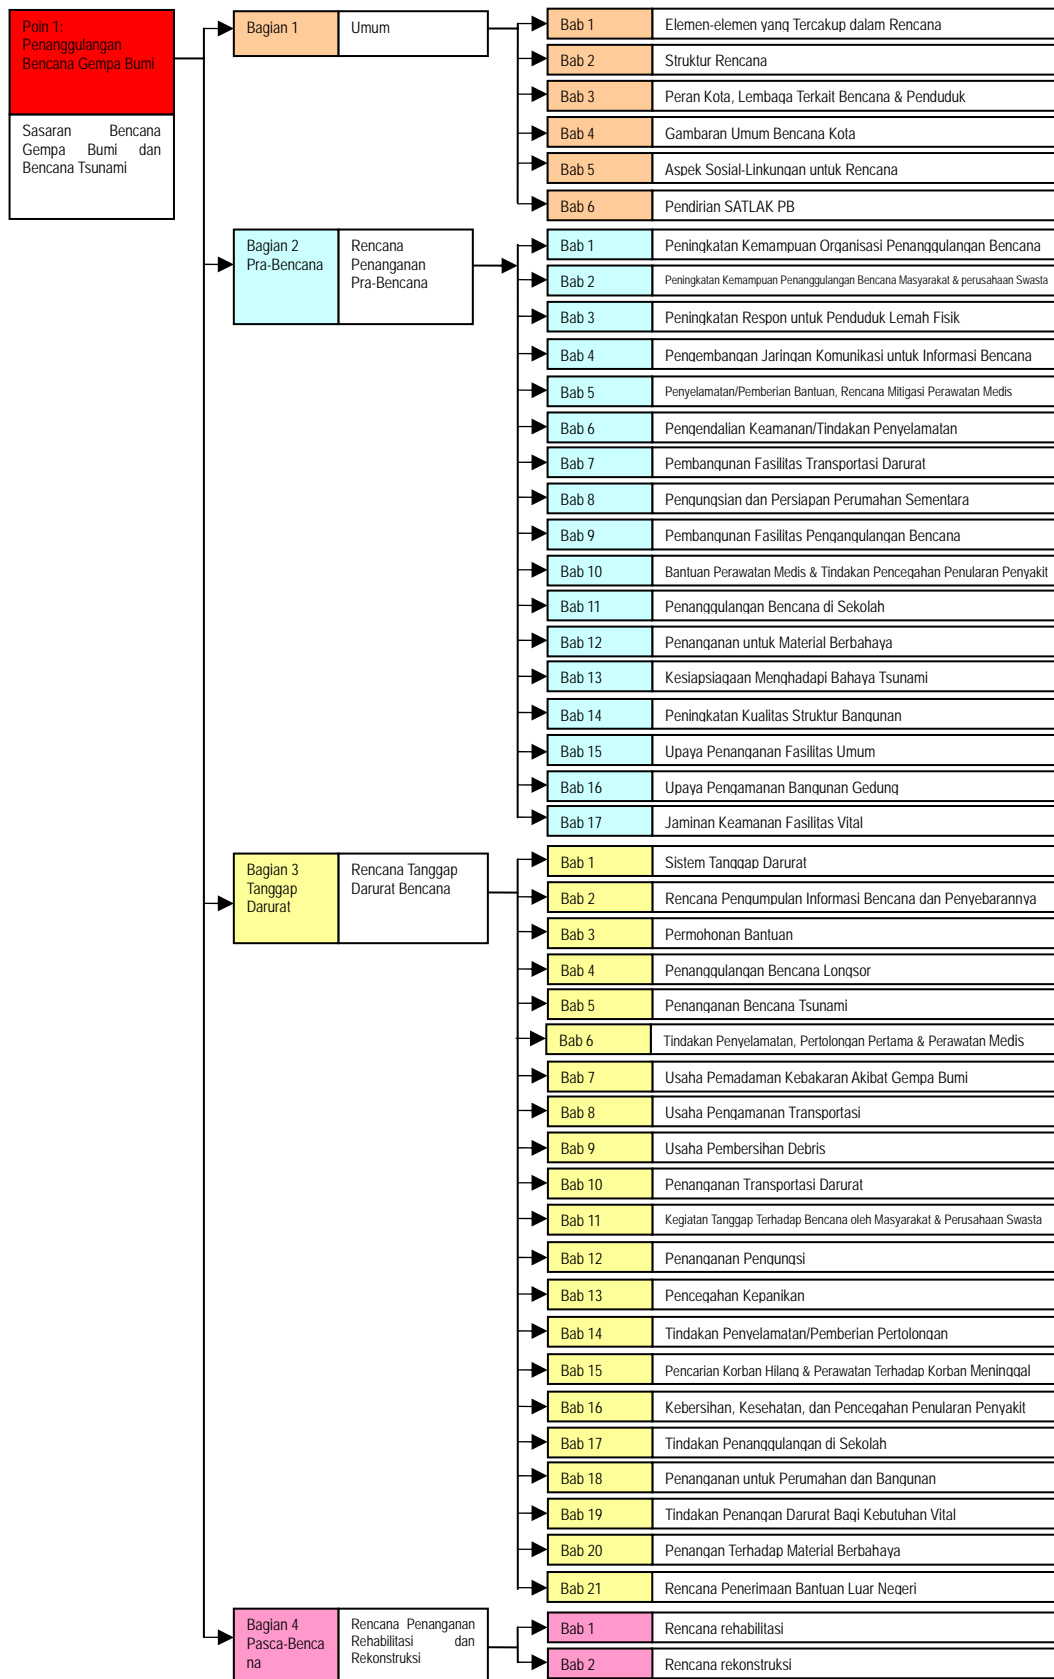 Poin 1:
Penanggulangan
Bencana Gempa Bumi
Sasaran Bencana
Gempa Bumi dan
Bencana Tsunami
Bagian 1
Umum
Bab 1
Elemen-elemen yang Tercakup dalam Rencana
Bab 2
Struktur Rencana
Bab 3
Peran Kota, Lembaga Terkait Bencana & Penduduk
Bab 4
Gambaran Umum Bencana Kota
Bab 5
Aspek Sosial-Linkungan untuk Rencana
Bab 6
Pendirian SATLAK PB
Bagian 2
Pra-Bencana
Rencana
Penanganan
Pra-Bencana
Bab 1
Peningkatan Kemampuan Organisasi Penanggulangan Bencana
Bab 2
Peningkatan Kemampuan Penanggulangan Bencana Masyarakat & perusahaan Swasta
Bab 3
Peningkatan Respon untuk Penduduk Lemah Fisik
Bab 4
Pengembangan Jaringan Komunikasi untuk Informasi Bencana
Bab 5
Penyelamatan/Pemberian Bantuan, Rencana Mitigasi Perawatan Medis
Bab 6
Pengendalian Keamanan/Tindakan Penyelamatan
Bab 7
Pembangunan Fasilitas Transportasi Darurat
Bab 8
Pengungsian dan Persiapan Perumahan Sementara
Bab 9
Pembangunan Fasilitas Pengangulangan Bencana
Bab 10
Bantuan Perawatan Medis & Tindakan Pencegahan Penularan Penyakit
Bab 11
Penanggulangan Bencana di Sekolah
Bab 12
Penanganan untuk Material Berbahaya
Bab 13
Kesiapsiagaan Menghadapi Bahaya Tsunami
Bab 14
Peningkatan Kualitas Struktur Bangunan
Bab 15
Upaya Penanganan Fasilitas Umum
Bab 16
Upaya Pengamanan Bangunan Gedung
Bab 17
Jaminan Keamanan Fasilitas Vital
Bagian 3
Tanggap
Darurat
Rencana Tanggap
Darurat Bencana
Bab 1
Sistem Tanggap Darurat
Bab 2
Rencana Pengumpulan Informasi Bencana dan Penyebarannya
Bab 3
Permohonan Bantuan
Bab 4
Penanggulangan Bencana Longsor
Bab 5
Penanganan Bencana Tsunami
Bab 6
Tindakan Penyelamatan, Pertolongan Pertama & Perawatan Medis
Bab 7
Usaha Pemadaman Kebakaran Akibat Gempa Bumi
Bab 8
Usaha Pengamanan Transportasi
Bab 9
Usaha Pembersihan Debris
Bab 10
Penanganan Transportasi Darurat
Bab 11
Kegiatan Tanggap Terhadap Bencana oleh Masyarakat & Perusahaan Swasta
Bab 12
Penanganan Pengungsi
Bab 13
Pencegahan Kepanikan
Bab 14
Tindakan Penyelamatan/Pemberian Pertolongan
Bab 15
Pencarian Korban Hilang & Perawatan Terhadap Korban Meninggal
Bab 16
Kebersihan, Kesehatan, dan Pencegahan Penularan Penyakit
Bab 17
Tindakan Penanggulangan di Sekolah
Bab 18
Penanganan untuk Perumahan dan Bangunan
Bab 19
Tindakan Penangan Darurat Bagi Kebutuhan Vital
Bab 20
Penangan Terhadap Material Berbahaya
Bab 21
Rencana Penerimaan Bantuan Luar Negeri
Bagian 4
Pasca-Benca
na
Rencana Penanganan
Rehabilitasi dan
Rekonstruksi
Bab 1
Rencana rehabilitasi
Bab 2
Rencana rekonstruksi